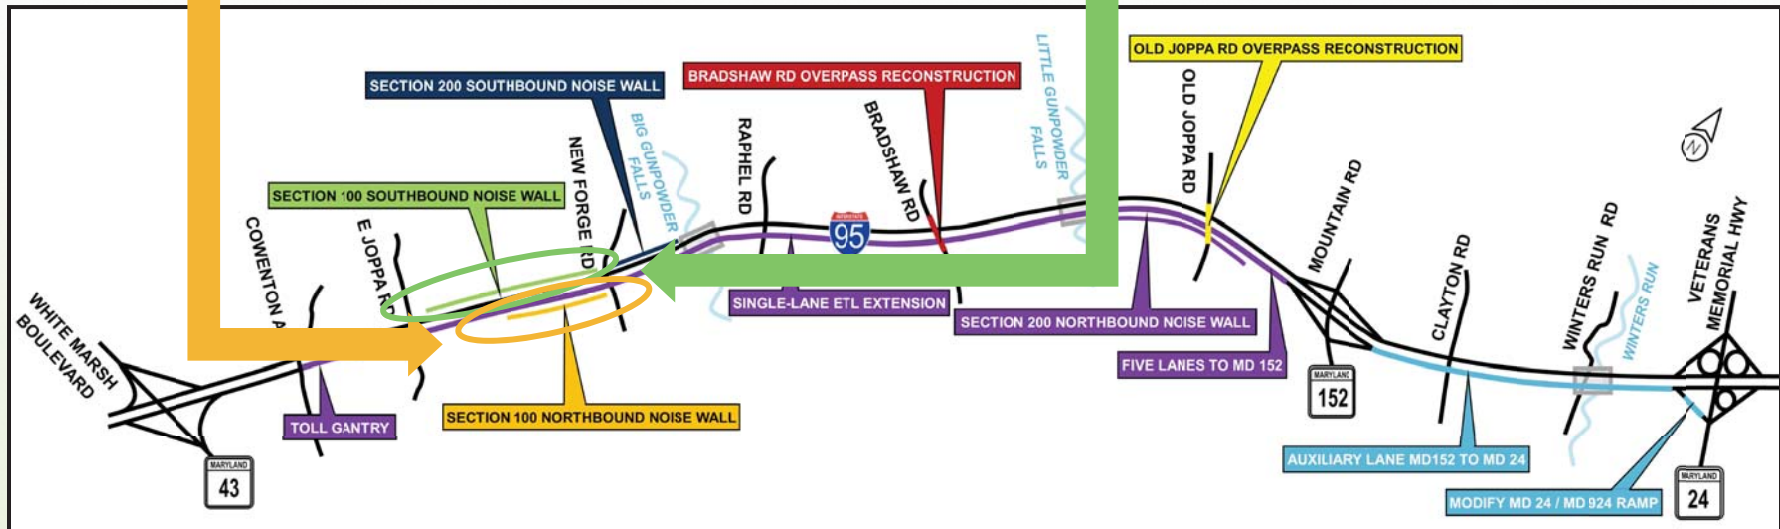 OLD JOPPA RD OVERPASS RECONSTRUCTION
BRADSHAW RD OVERPASS RECONSTRUCTION
SECTION 200 SOUTHBOUND NOISE WALL
LITTLE GUNPOWDER
FALLS
OLD JOPPA RD
BIG GUNPOWDER
FALLS
RAPHEL RD
BRADSHAW RD
NEW FORGE RD
N
SECTION 100 SOUTHBOUND NOISE WALL
COWENTON A
E JOPPA RD
INTERSTATE
95
MOUNTAIN RD
CLAYTON RD
WINTERS RUN RD
WINTERS RUN
VETERANS
MEMORIAL HWY
WHITE MARSH
BOULEVARD
SINGLE-LANE ETL EXTENSION
SECTION 200 NORTHBOUND NOISE WALL
FIVE LANES TO MD 152
MARYLAND
152
SECTION 100 NORTHBOUND NOISE WALL
TOLL GANTRY
AUXILIARY LANE MD152 TO MD 24
MARYLAND
43
MODIFY MD 24 / MD 924 RAMP
MARYLAND
24